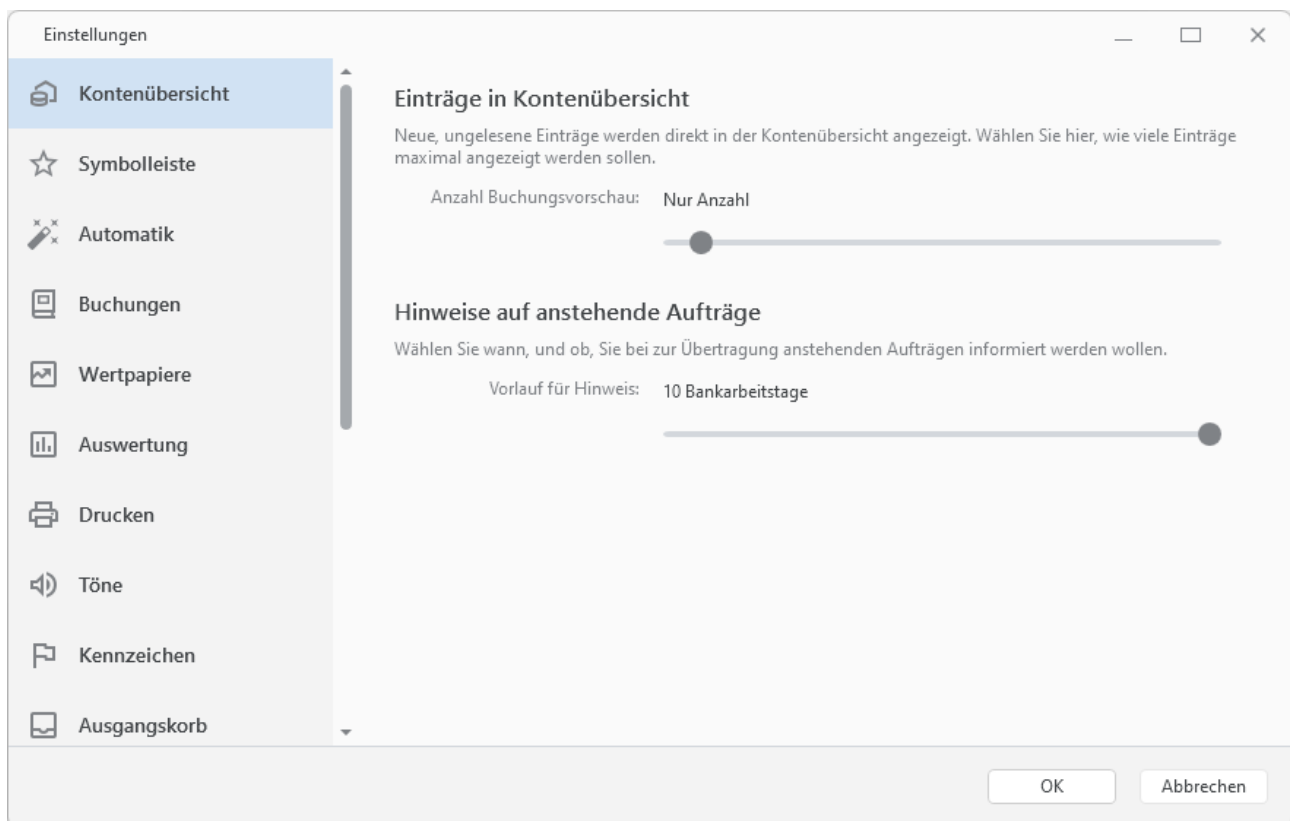 Einstellungen
Kontenübersicht
Symbolleiste
Automatik
Buchungen
Wertpapiere
Auswertung
Drucken
Töne
Kennzeichen
Ausgangskorb
Einträge in Kontenübersicht
Neue, ungelesene Einträge werden direkt in der Kontenübersicht angezeigt. Wählen Sie hier, wie viele Einträge
maximal angezeigt werden sollen.
Anzahl Buchungsvorschau: Nur Anzahl
Hinweise auf anstehende Aufträge
Wählen Sie wann, und ob, Sie bei zur Übertragung anstehenden Aufträgen informiert werden wollen.
Vorlauf für Hinweis: 10 Bankarbeitstage
OK Abbrechen